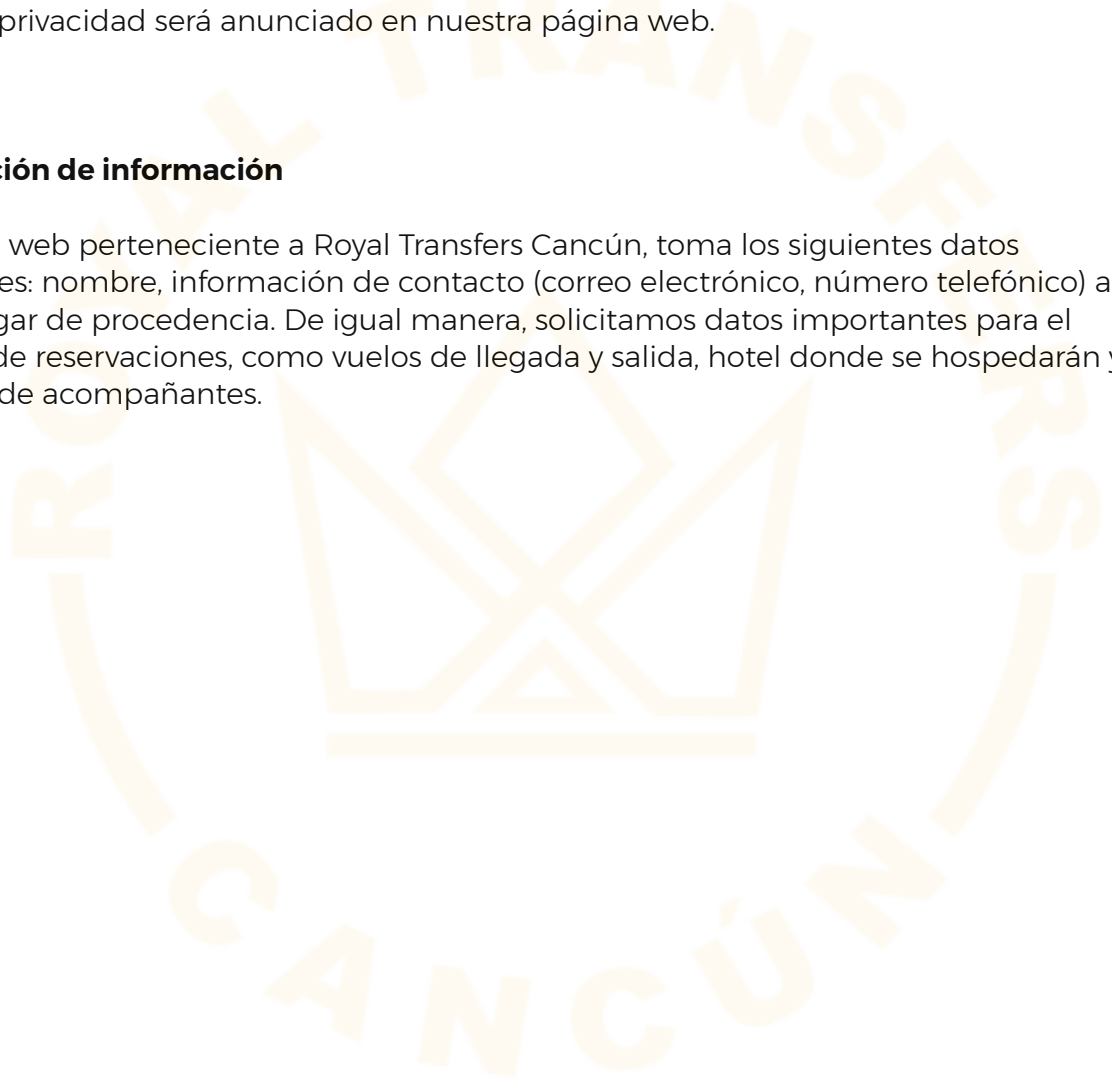 privacidad será anunciado en nuestra página web.
ción de información
web perteneciente a Royal Transfers Cancún, toma los siguientes datos
es: nombre, información de contacto (correo electrónico, número telefónico) a
gar de procedencia. De igual manera, solicitamos datos importantes para el
de reservaciones, como vuelos de llegada y salida, hotel donde se hospedarán y
de acompañantes.
ROYAL TRANSFERS
CANCÚN